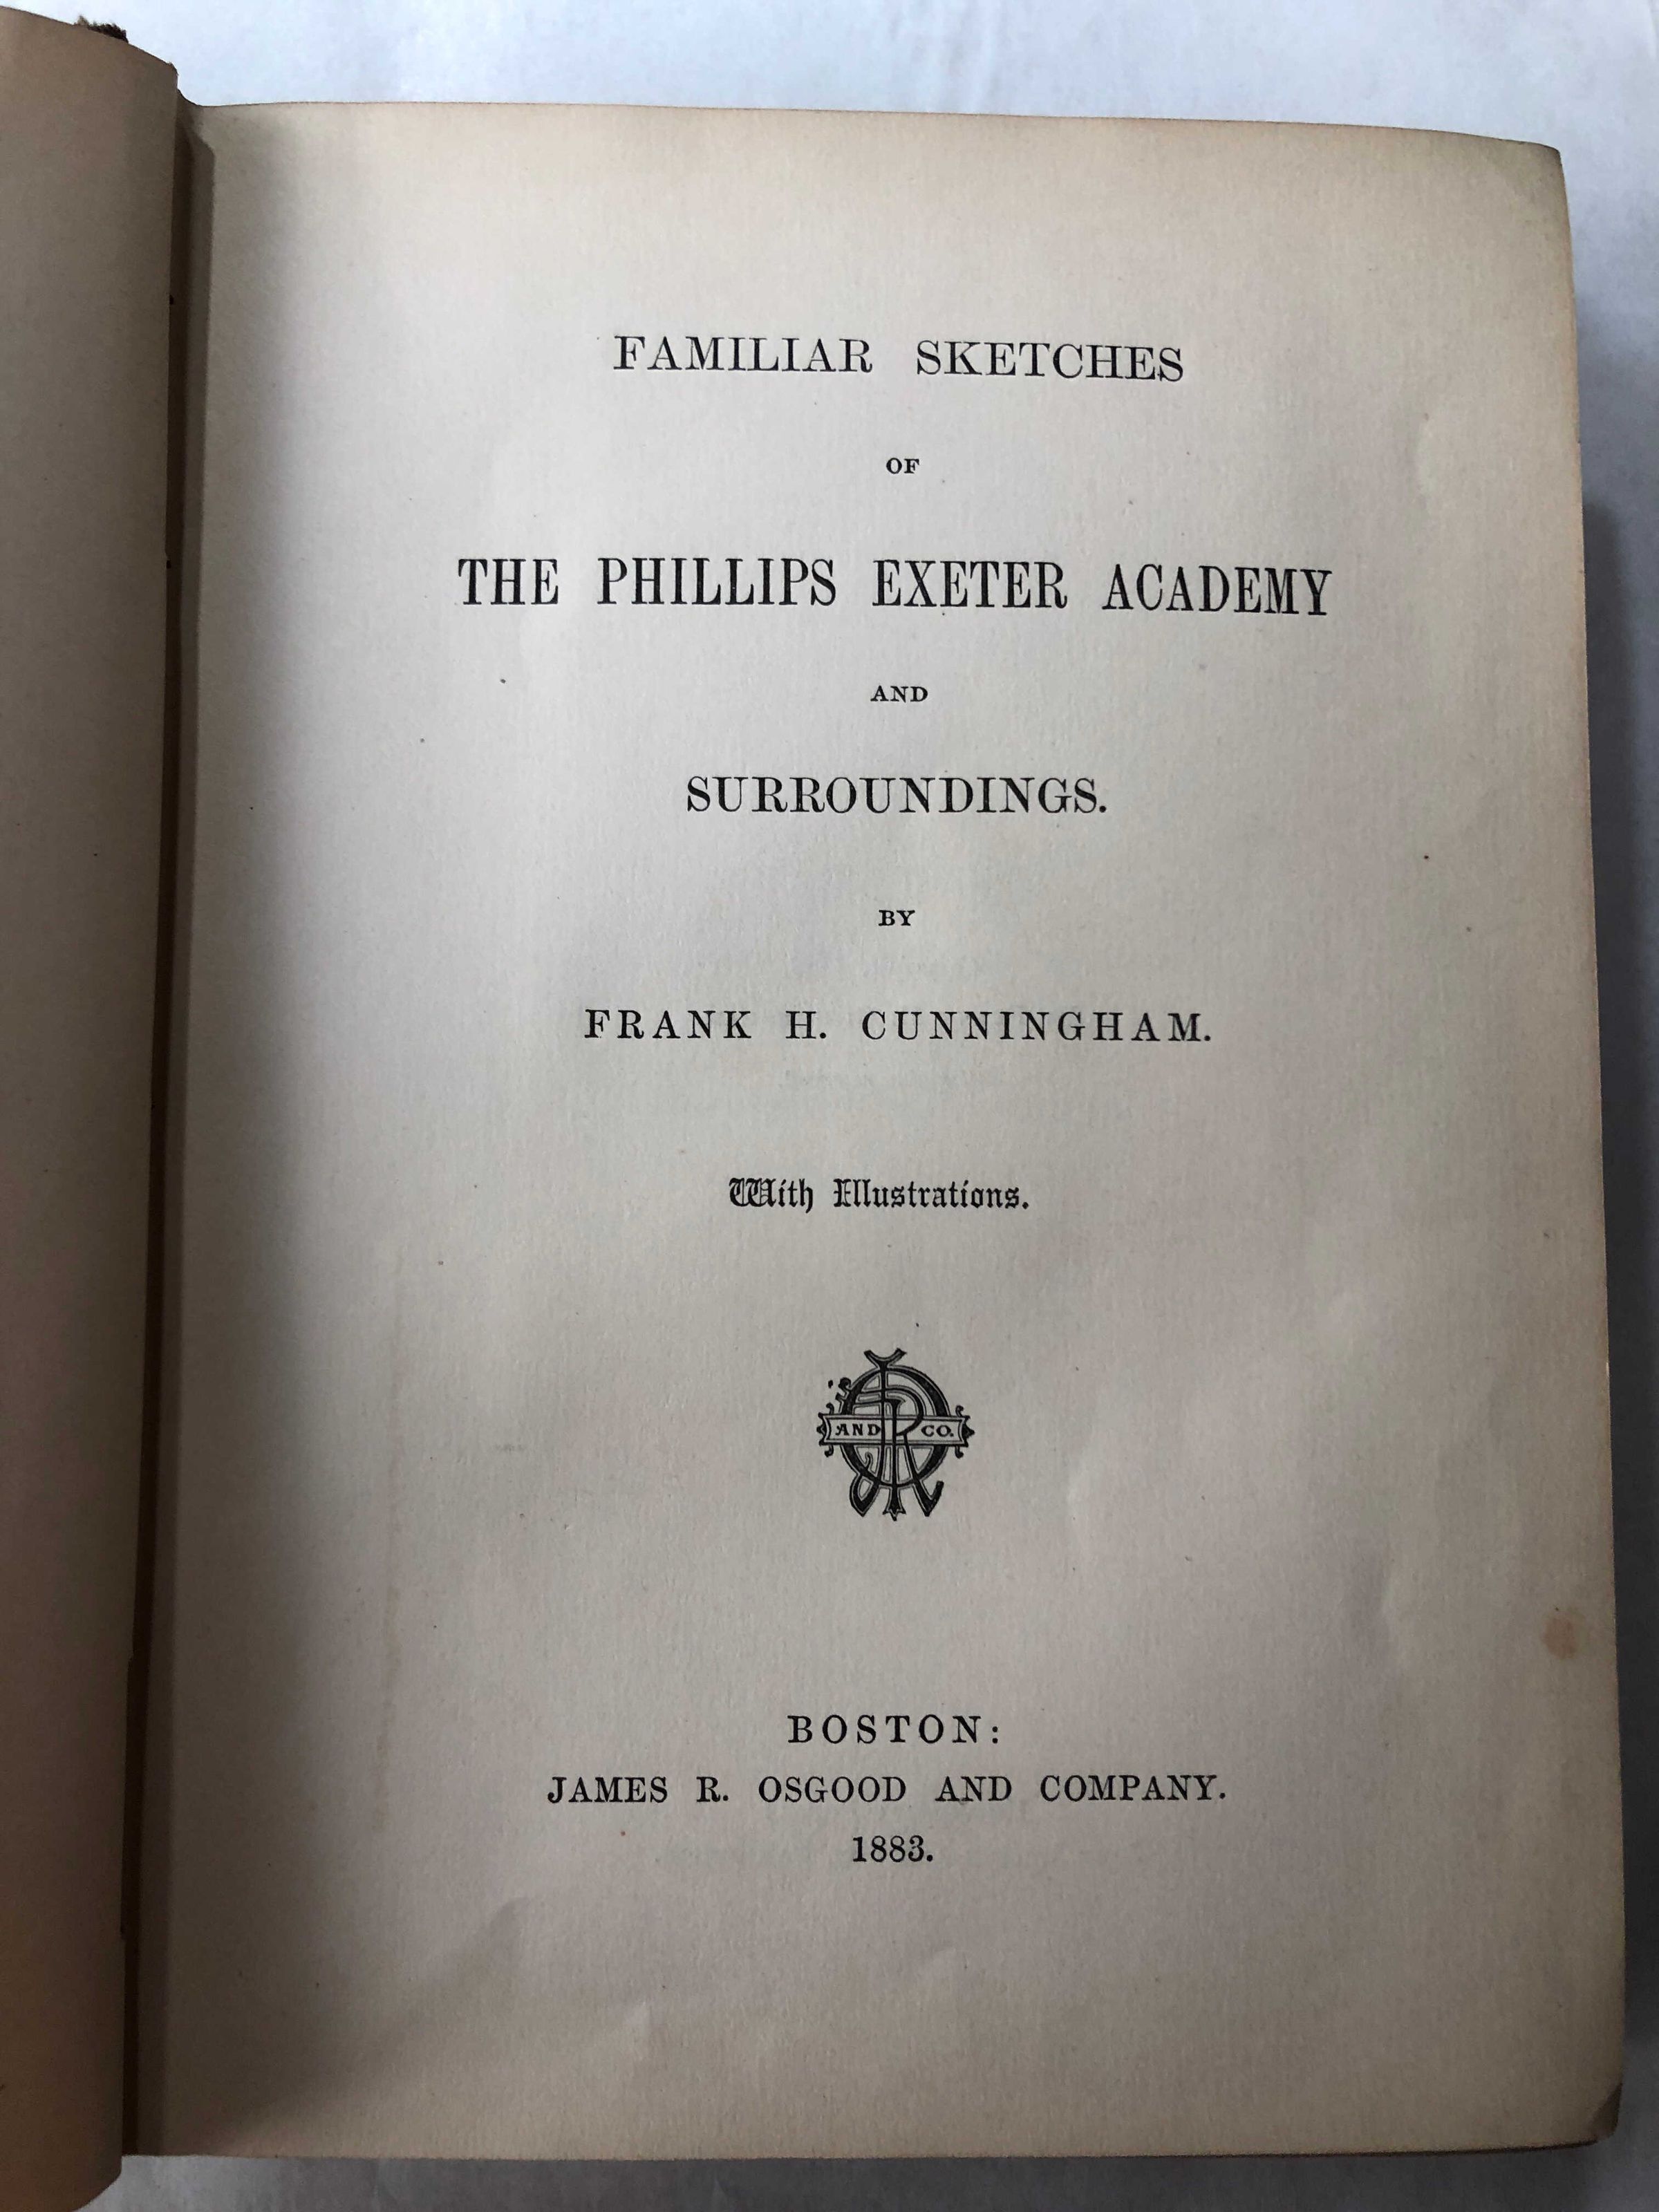 FAMILIAR SKETCHES
OF
THE PHILLIPS EXETER ACADEMY
AND
SURROUNDINGS.
BY
FRANK H. CUNNINGHAM.
With Illustrations.
AND CO.
BOSTON:
JAMES R. OSGOOD AND COMPANY.
1883.